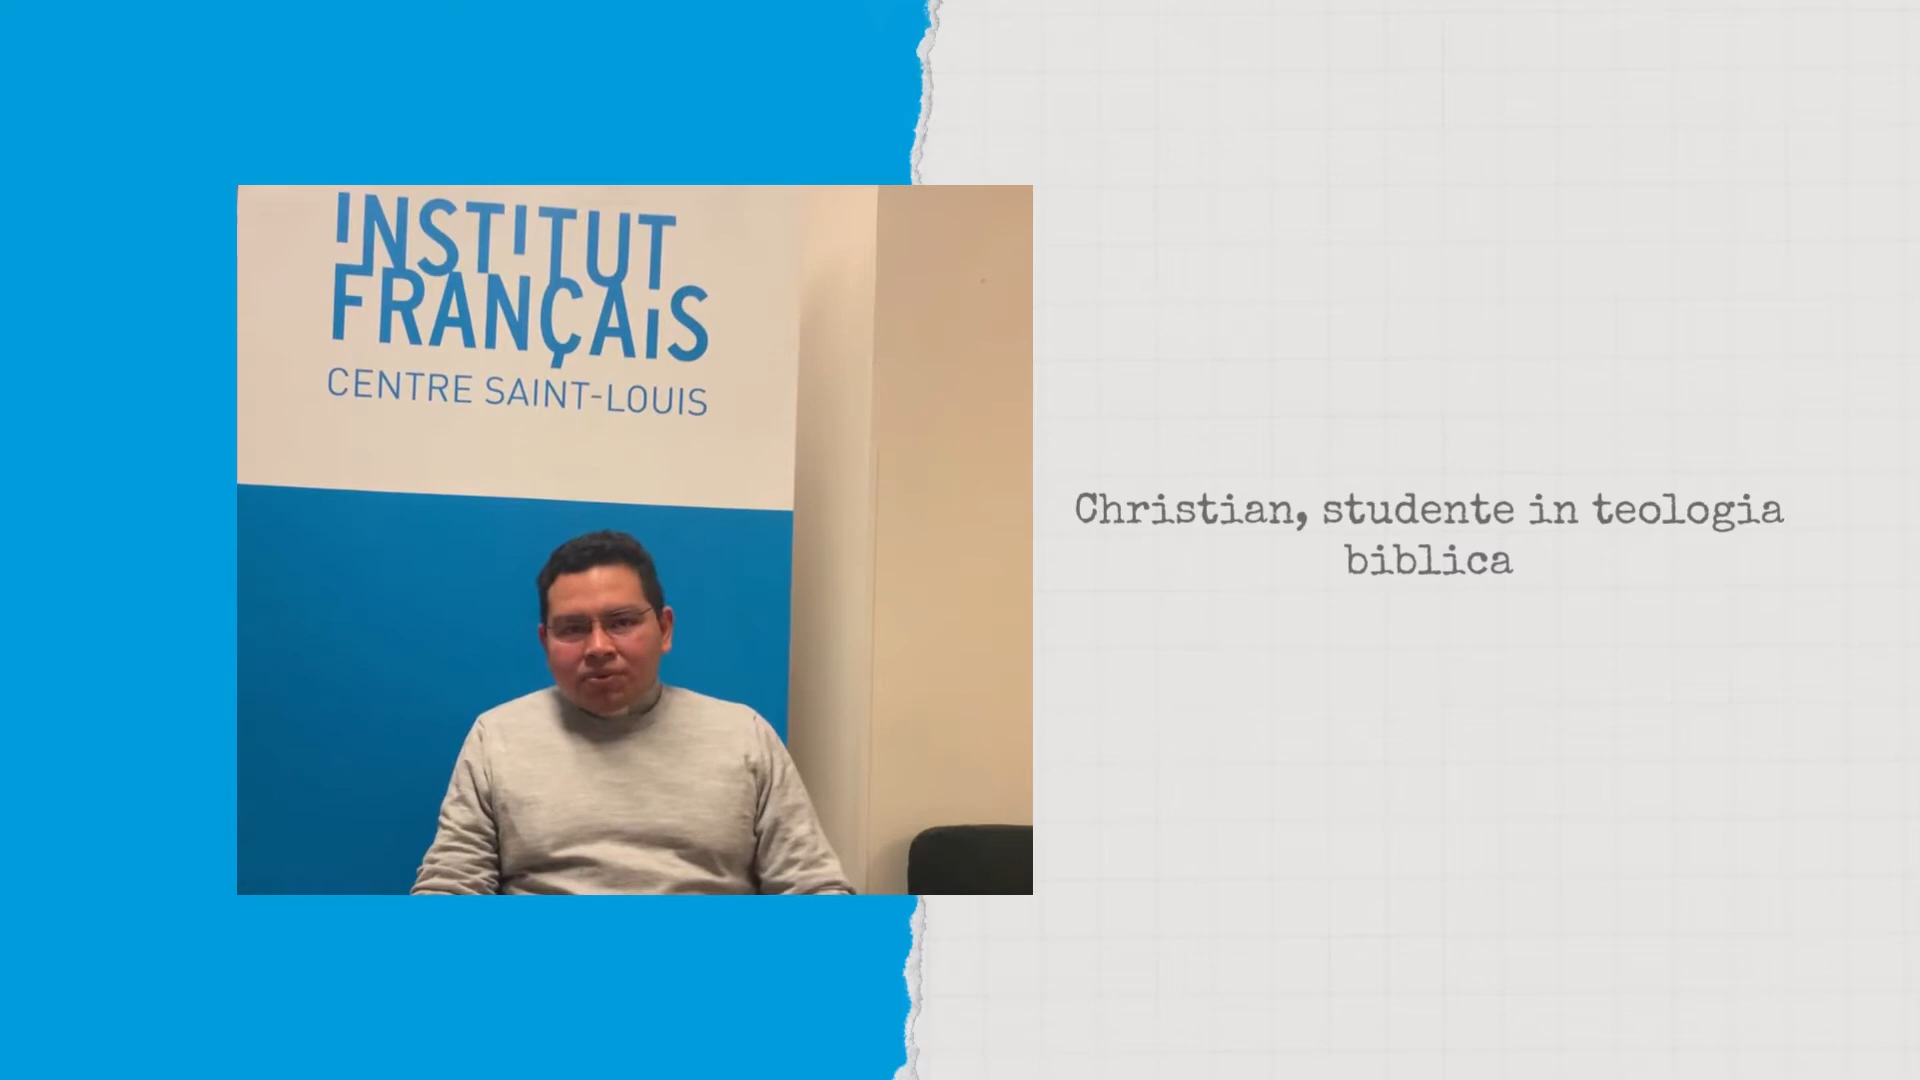 INSTITUT
FRANÇAIS
CENTRE SAINT-LOUIS
Christian, studente in teologia
biblica